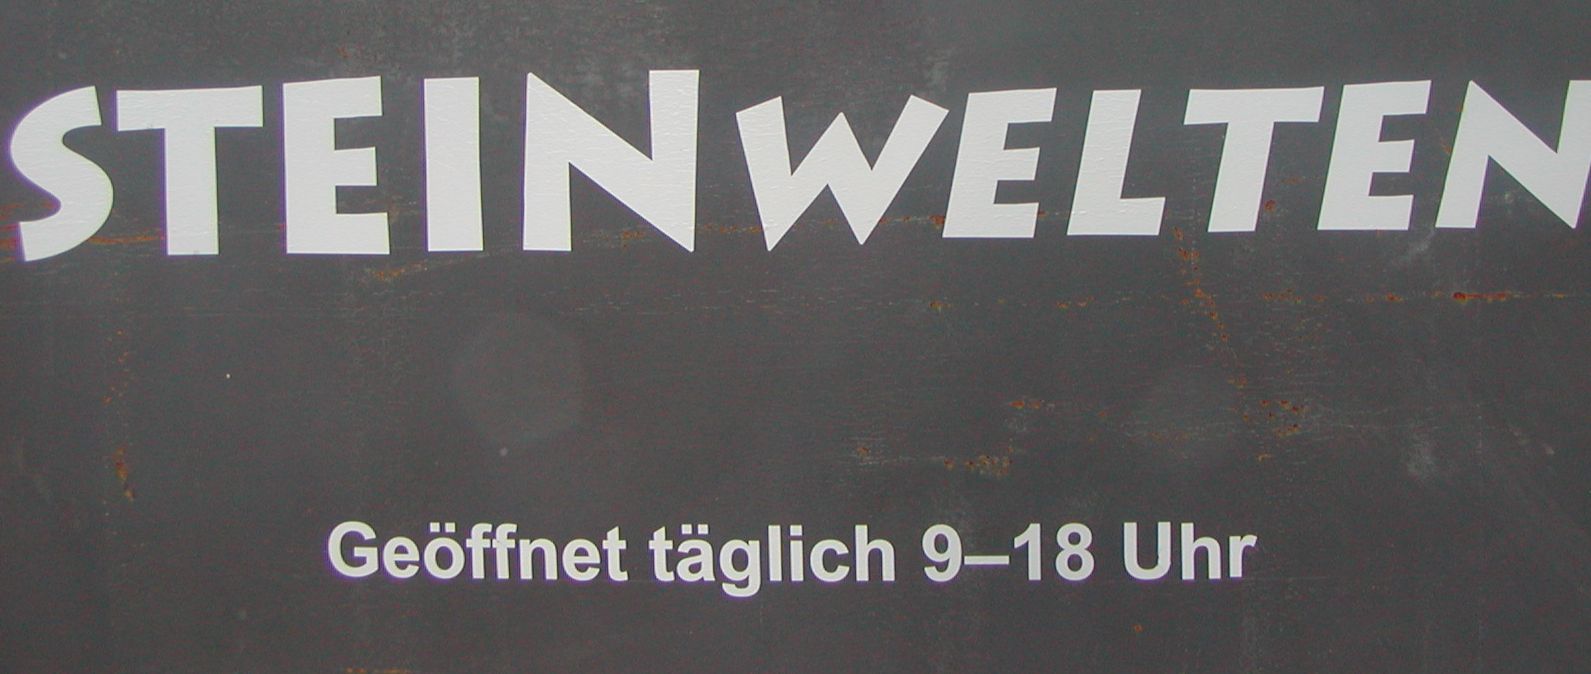 STEINWELTEN
Geöffnet täglich 9–18 Uhr